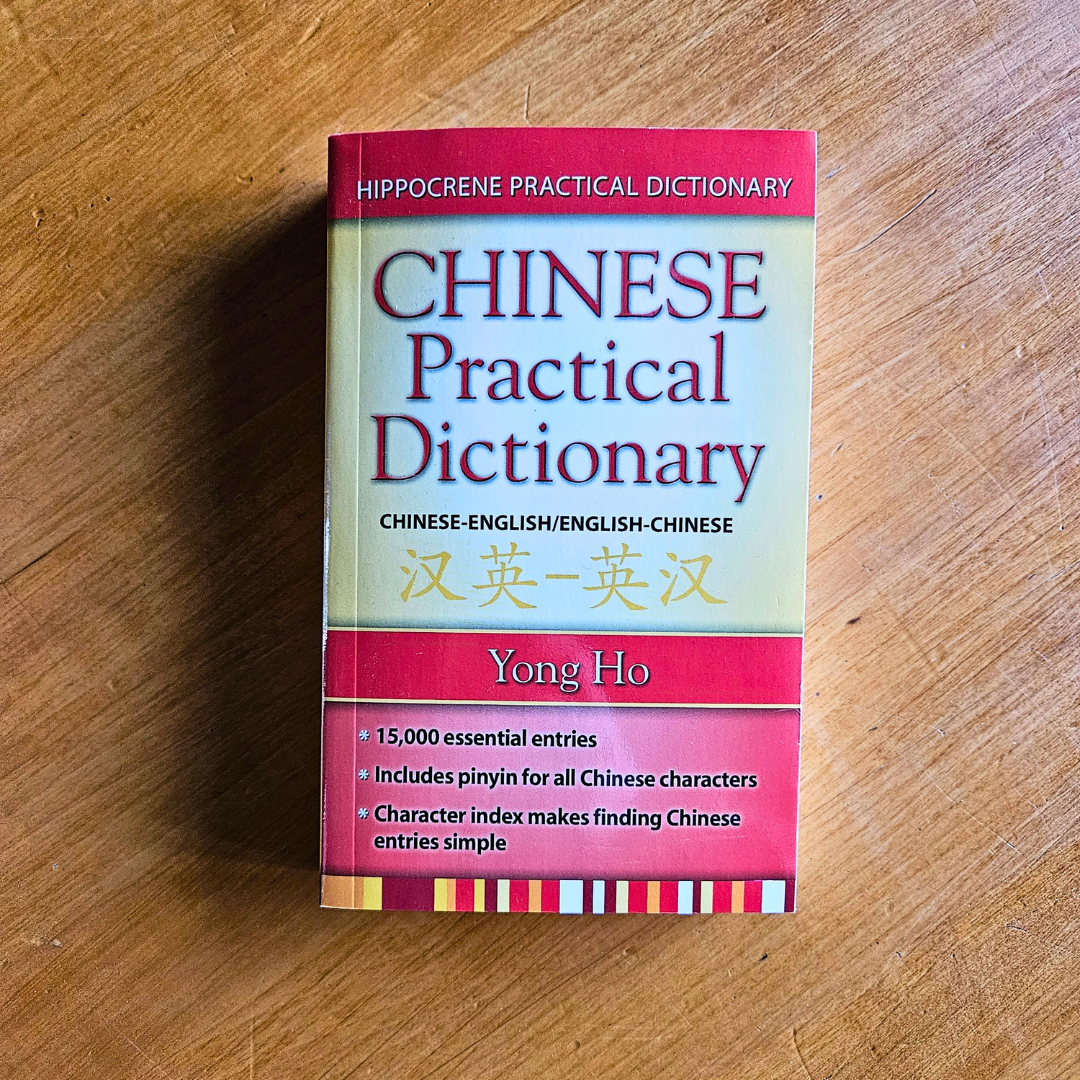 HIPPOCRENE PRACTICAL DICTIONARY
CHINESE
Practical
Dictionary
CHINESE-ENGLISH/ENGLISH-CHINESE
汉英–英汉
Yong Ho
* 15,000 essential entries
* Includes pinyin for all Chinese characters
* Character index makes finding Chinese
entries simple